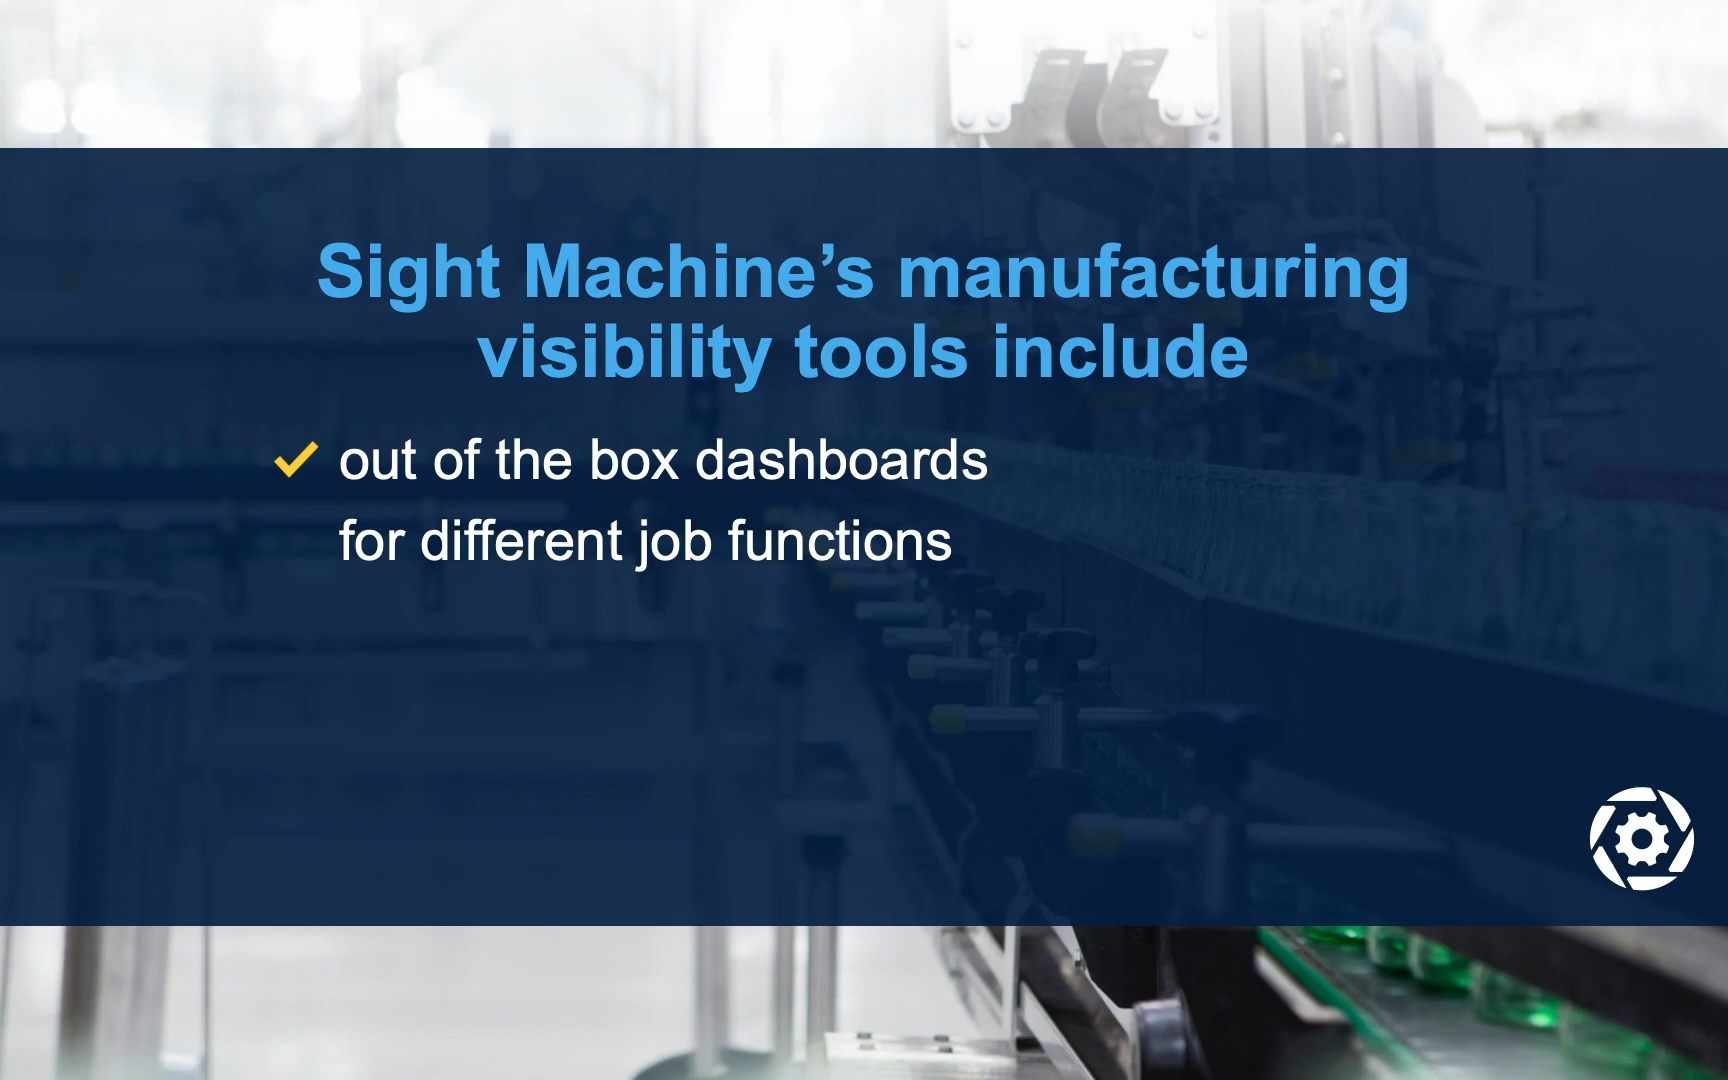 Sight Machine’s manufacturing
visibility tools include
out of the box dashboards
for different job functions